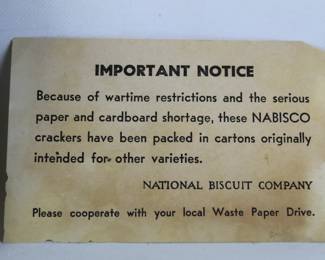 IMPORTANT NOTICE
Because of wartime restrictions and the serious
paper and cardboard shortage, these NABISCO
crackers have been packed in cartons originally
intended for other varieties.
NATIONAL BISCUIT COMPANY
Please cooperate with your local Waste Paper Drive.